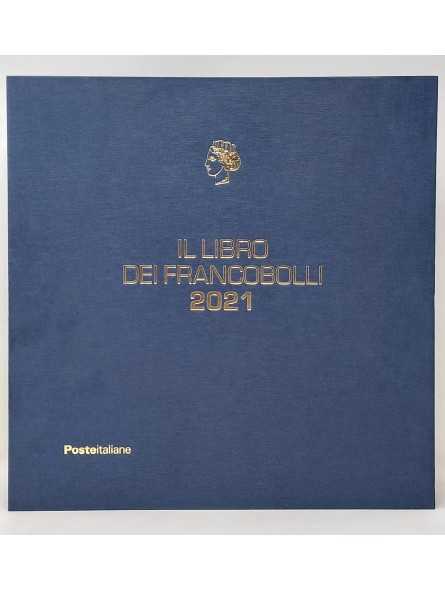 IL LIBRO
DEI FRANCOBOLLI
2021
Posteitaliane